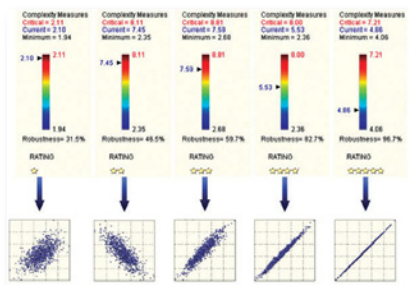 Complexity Measures
Critical = 2.11
Current = 2.10
Minimum = 1.94
2.11
2.10
1.94
Robustness= 31.5%
RATING
Complexity Measures
Critical = 8.11
Current = 7.45
Minimum = 2.35
8.11
7.45
2.35
Robustness= 46.5%
RATING
Complexity Measures
Critical = 8.81
Current = 7.59
Minimum = 2.68
8.81
7.59
2.68
Robustness= 59.7%
RATING
Complexity Measures
Critical = 8.00
Current = 5.53
Minimum = 2.36
8.00
5.53
2.36
Robustness= 82.7%
RATING
Complexity Measures
Critical = 7.21
Current = 4.86
Minimum = 4.06
7.21
4.86
4.06
Robustness= 96.7%
RATING